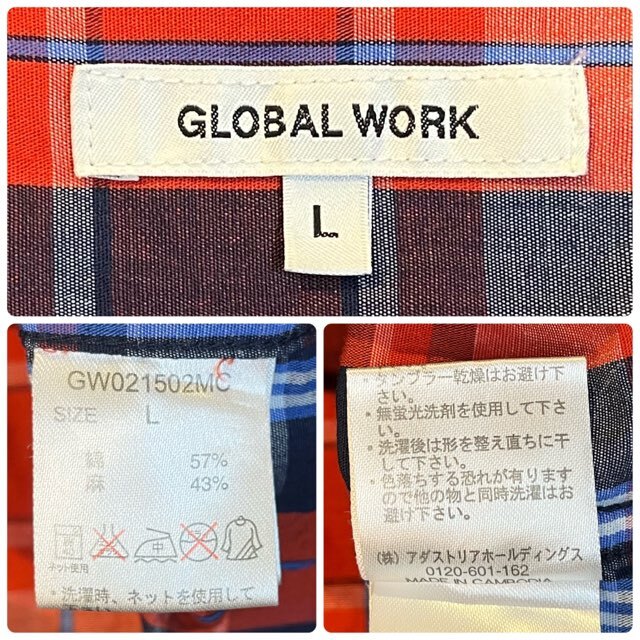 GLOBAL WORK
L
GW021502MC
SIZE L
綿 57%
麻 43%
中
ネット使用
・洗濯時、ネットを使用して
・タンブラー乾燥はお避け下
さい。
・無蛍光洗剤を使用して下さ
い。
・洗濯後は形を整え直ちに干
して下さい。
・色落ちする恐れが有ります
ので他の物と同時洗濯はお
避け下さい。
(株) アダストリアホールディングス
0120-601-162
MADE IN CAMBODIA